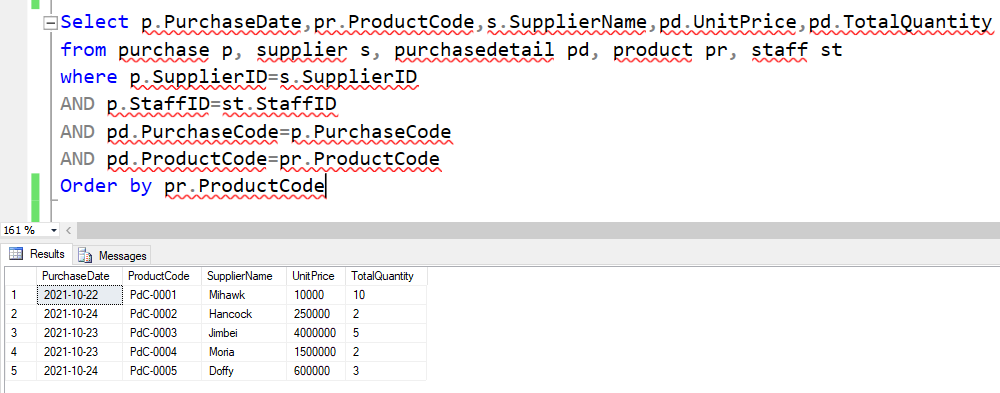 Select p.PurchaseDate,pr.ProductCode,s.SupplierName,pd.UnitPrice,pd.TotalQuantity
from purchase p, supplier s, purchasedetail pd, product pr, staff st
where p.SupplierID=s.SupplierID
AND p.StaffID=st.StaffID
AND pd.PurchaseCode=p.PurchaseCode
AND pd.ProductCode=pr.ProductCode
Order by pr.ProductCode
161 %
Results Messages
PurchaseDate ProductCode SupplierName UnitPrice TotalQuantity
1 2021-10-22 PdC-0001 Mihawk 10000 10
2 2021-10-24 PdC-0002 Hancock 250000 2
3 2021-10-23 PdC-0003 Jimbei 4000000 5
4 2021-10-23 PdC-0004 Moria 1500000 2
5 2021-10-24 PdC-0005 Doffy 600000 3